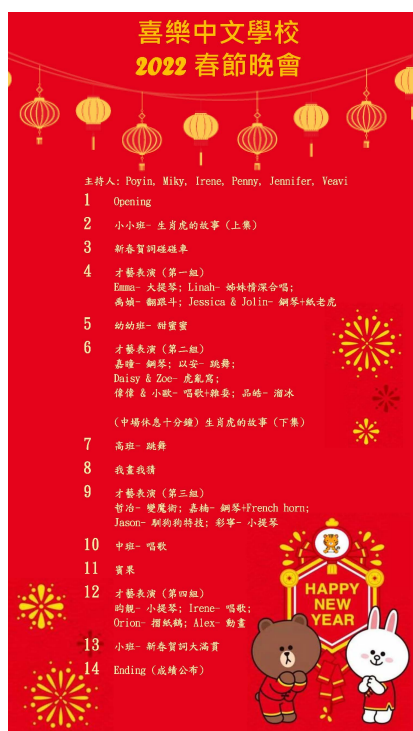 喜樂中文學校
2022 春節晚會
主持人: Poyin, Miky, Irene, Penny, Jennifer, Veavi
1 Opening
2 小小班- 生肖虎的故事 (上集)
3 新春賀詞碰碰車
4 才藝表演 (第一組)
Emma- 大提琴; Linah- 姊妹情深合唱;
禹媜- 翻跟斗; Jessica & Jolin- 鋼琴+紙老虎
5 幼幼班- 甜蜜蜜
6 才藝表演 (第二組)
嘉曈- 鋼琴; 以安- 跳舞;
Daisy & Zoe- 虎亂寫;
偉偉 & 小歐- 唱歌+雜耍; 品皓- 溜冰
(中場休息十分鐘) 生肖虎的故事 (下集)
7 高班- 跳舞
8 我畫我猜
9 才藝表演 (第三組)
哲冶- 變魔術; 嘉楠- 鋼琴+French horn;
Jason- 馴狗狗特技; 彩寧- 小提琴
10 中班- 唱歌
11 賓果
12 才藝表演 (第四組)
昀靚- 小提琴; Irene- 唱歌;
Orion- 摺紙鶴; Alex- 動畫
13 小班- 新春賀詞大滿貫
14 Ending (成績公布)
HAPPY
NEW
YEAR